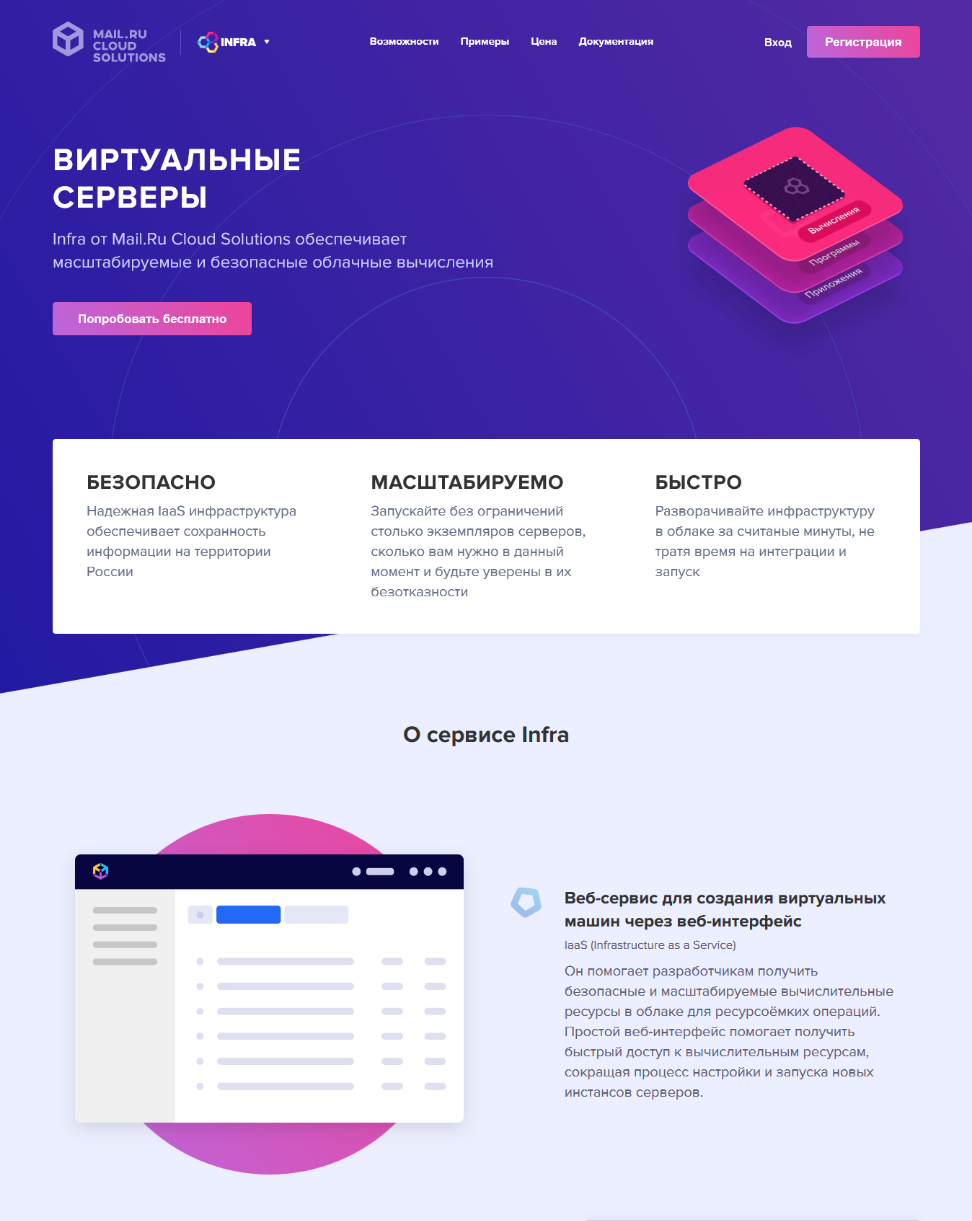 MAIL.RU
CLOUD
SOLUTIONS
INFRA
Возможности
Примеры
Цена
Документация
Вход
Регистрация
ВИРТУАЛЬНЫЕ
СЕРВЕРЫ
Infra от Mail.Ru Cloud Solutions обеспечивает
масштабируемые и безопасные облачные вычисления
Попробовать бесплатно
Вычисления
Программы
Приложения
БЕЗОПАСНО
Надежная IaaS инфраструктура
обеспечивает сохранность
информации на территории
России
МАСШТАБИРУЕМО
Запускайте без ограничений
столько экземпляров серверов,
сколько вам нужно в данный
момент и будьте уверены в их
безотказности
БЫСТРО
Разворачивайте инфраструктуру
в облаке за считаные минуты, не
тратя время на интеграции и
запуск
О сервисе Infra
Веб-сервис для создания виртуальных
машин через веб-интерфейс
IaaS (Infrastructure as a Service)
Он помогает разработчикам получить
безопасные и масштабируемые вычислительные
ресурсы в облаке для ресурсоёмких операций.
Простой веб-интерфейс помогает получить
быстрый доступ к вычислительным ресурсам,
сокращая процесс настройки и запуска новых
инстансов серверов.